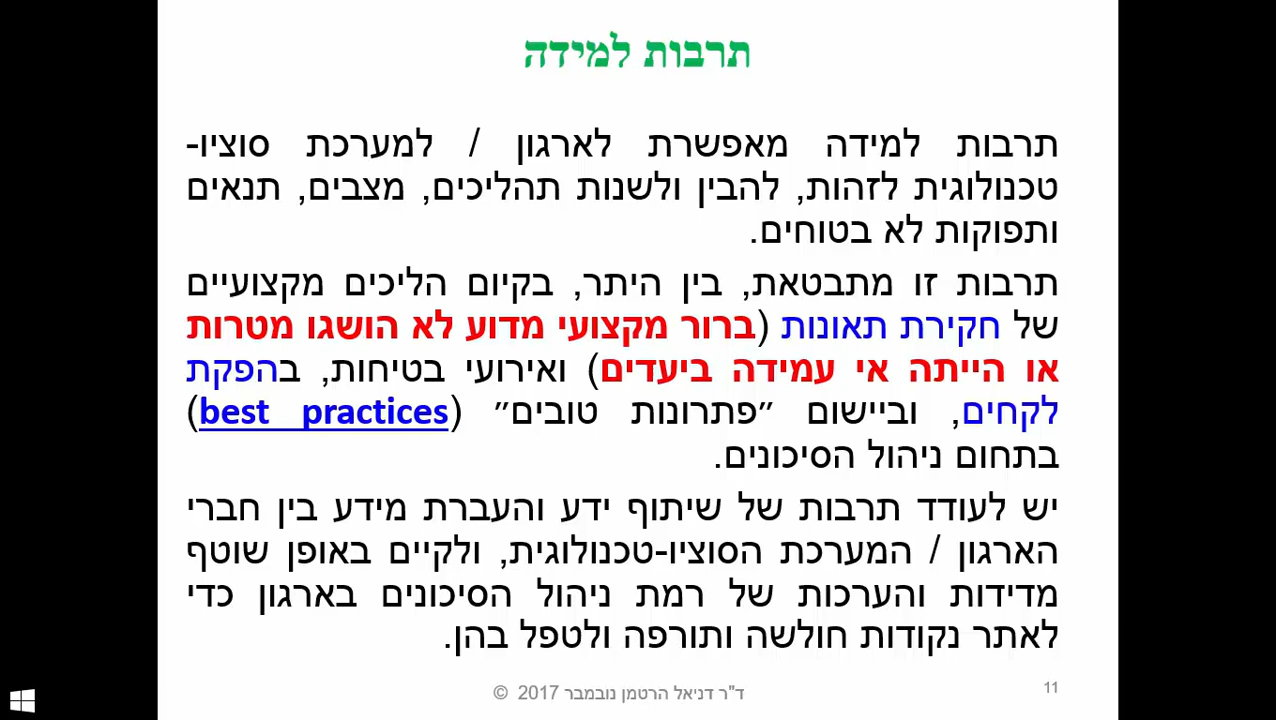 תרבות למידה
תרבות למידה מאפשרת לארגון / למערכת סוציו-
טכנולוגית לזהות, להבין ולשנות תהליכים, מצבים, תנאים
ותפוקות לא בטוחים.
תרבות זו מתבטאת, בין היתר, בקיום הליכים מקצועיים
של חקירת תאונות (ברור מקצועי מדוע לא הושגו מטרות
או הייתה אי עמידה ביעדים) ואירועי בטיחות, בהפקת
לקחים, וביישום ״פתרונות טובים״ (best practices)
בתחום ניהול הסיכונים.
יש לעודד תרבות של שיתוף ידע והעברת מידע בין חברי
הארגון / המערכת הסוציו-טכנולוגית, ולקיים באופן שוטף
מדידות והערכות של רמת ניהול הסיכונים בארגון כדי
לאתר נקודות חולשה ותורפה ולטפל בהן.
ד"ר דניאל הרטמן נובמבר 2017 ©
11